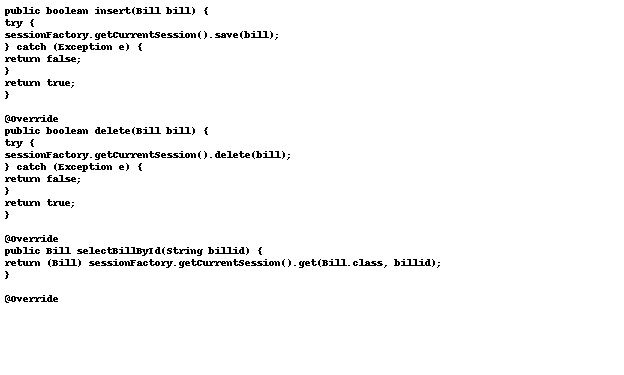 public boolean insert(Bill bill) {
try {
sessionFactory.getCurrentSession().save(bill);
} catch (Exception e) {
return false;
}
return true;
}

@Override
public boolean delete(Bill bill) {
try {
sessionFactory.getCurrentSession().delete(bill);
} catch (Exception e) {
return false;
}
return true;
}

@Override
public Bill selectBillById(String billid) {
return (Bill) sessionFactory.getCurrentSession().get(Bill.class, billid);
}

@Override